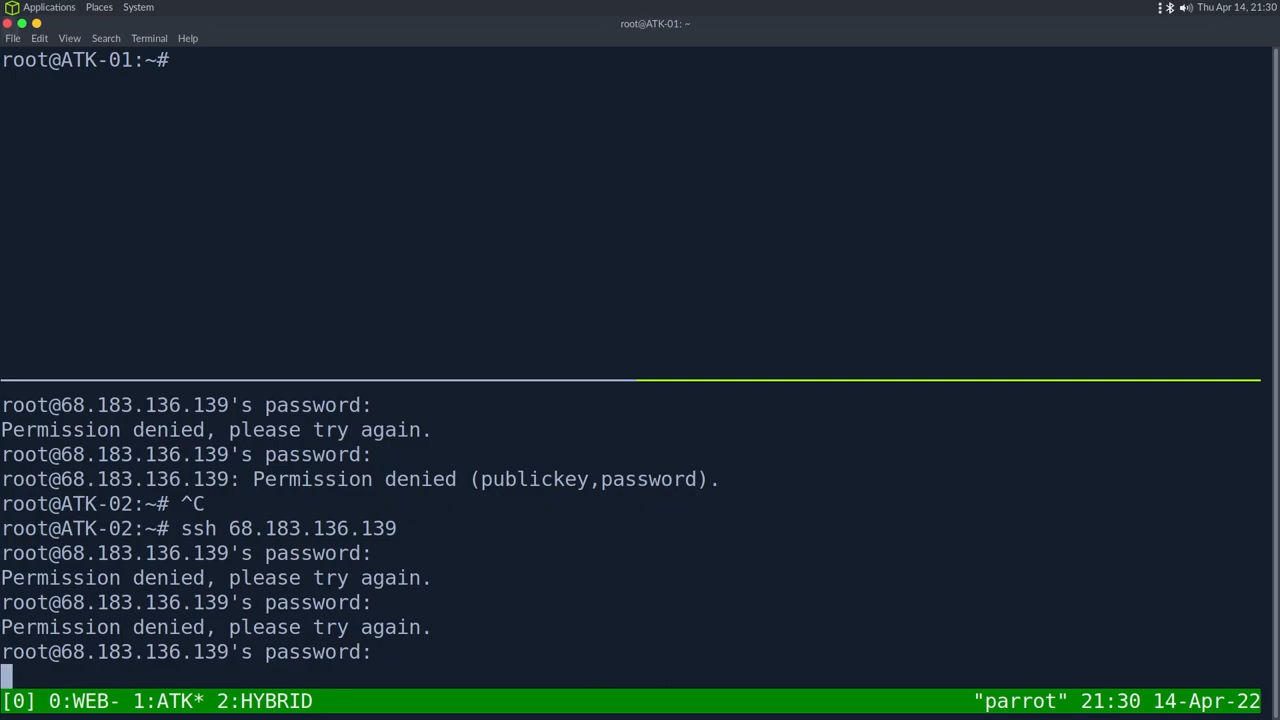 Applications Places System
Thu Apr 14, 21:30
root@ATK-01: ~
File Edit View Search Terminal Help
root@ATK-01:~#
root@68.183.136.139's password:
Permission denied, please try again.
root@68.183.136.139's password:
root@68.183.136.139: Permission denied (publickey,password).
root@ATK-02:~# ^C
root@ATK-02:~# ssh 68.183.136.139
root@68.183.136.139's password:
Permission denied, please try again.
root@68.183.136.139's password:
Permission denied, please try again.
root@68.183.136.139's password:
[0] 0:WEB- 1:ATK* 2:HYBRID "parrot" 21:30 14-Apr-22